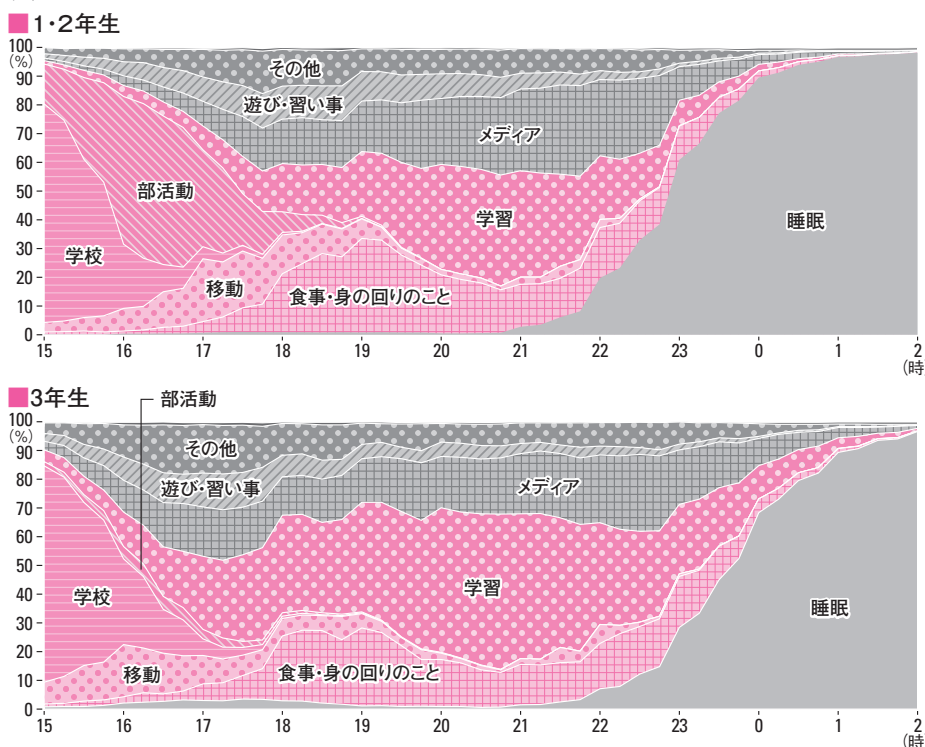 ■1・2年生
100
(%)
90
80
70
60
50
40
30
20
10
0
その他
遊び・習い事
メディア
部活動
学習
学校
睡眠
移動
食事・身の回りのこと
15 16 17 18 19 20 21 22 23 0 1 2
(時
■3年生
部活動
100
(%)
90
80
70
60
50
40
30
20
10
0
その他
遊び・習い事
メディア
学習
学校
睡眠
移動
食事・身の回りのこと
15 16 17 18 19 20 21 22 23 0 1 2
(時